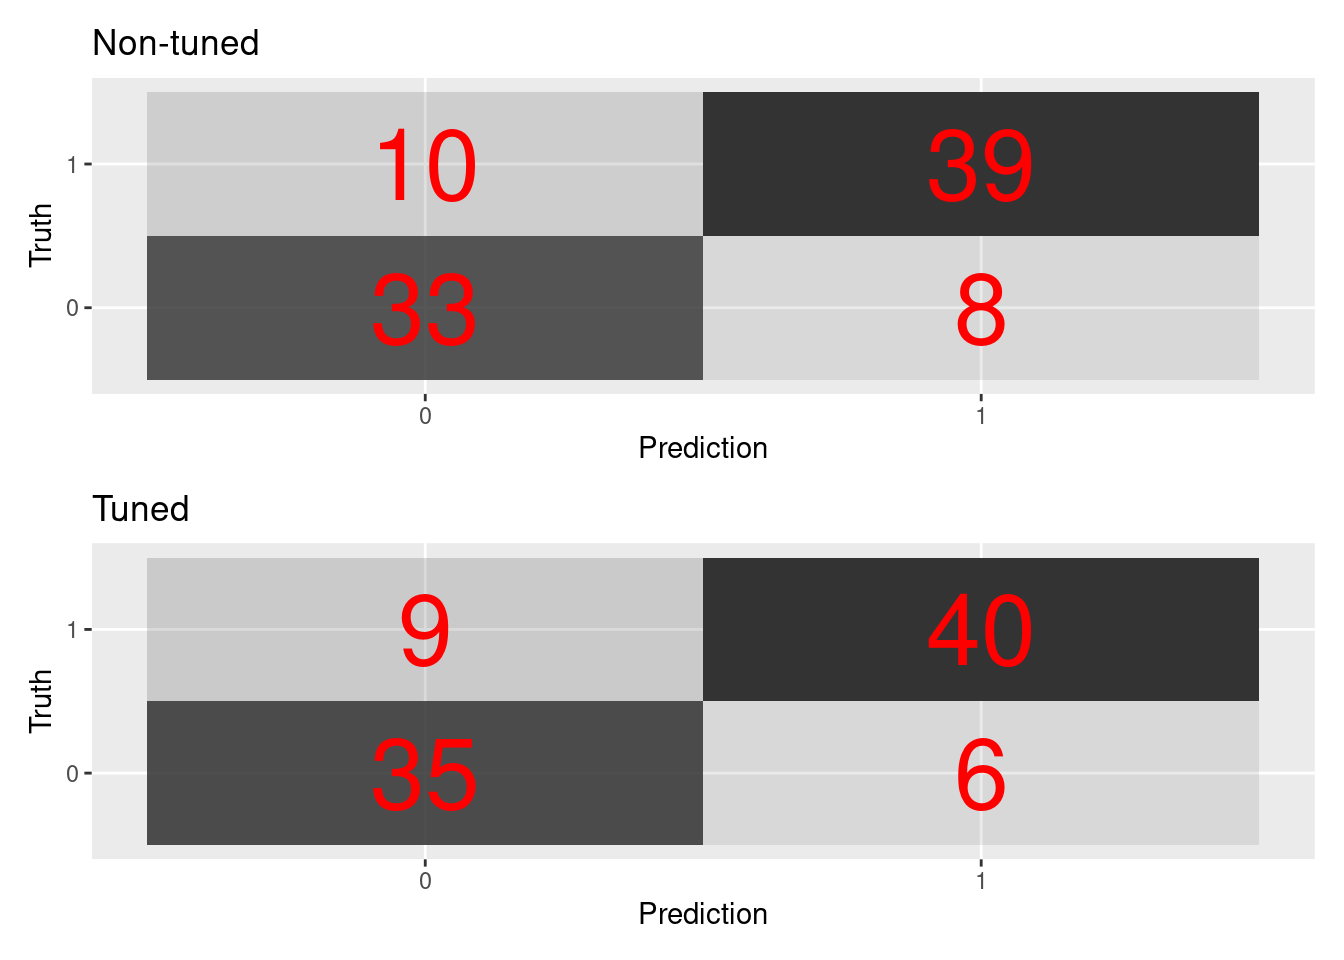 Non-tuned
1 10 39
Truth
0 33 8
0 1
Prediction
Tuned
1 9 40
Truth
0 35 6
0 1
Prediction